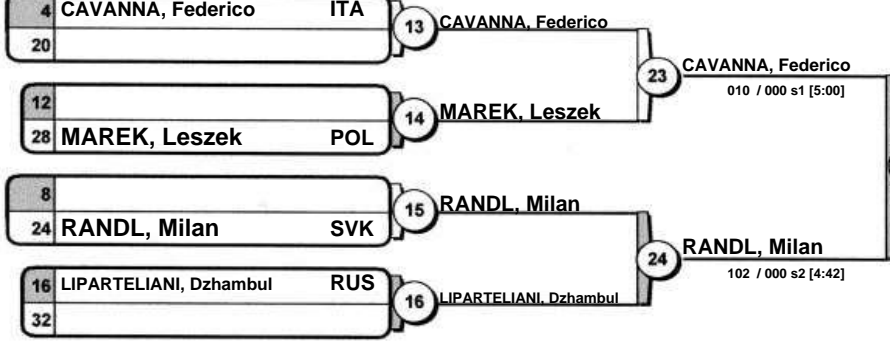 4 CAVANNA, Federico ITA
20
13 CAVANNA, Federico
12
28 MAREK, Leszek POL
14 MAREK, Leszek
23 CAVANNA, Federico
010 / 000 s1 [5:00]
8
24 RANDL, Milan SVK
15 RANDL, Milan
16 LIPARTELIANI, Dzhambul RUS
32
16 LIPARTELIANI, Dzhambul
24 RANDL, Milan
102 / 000 s2 [4:42]